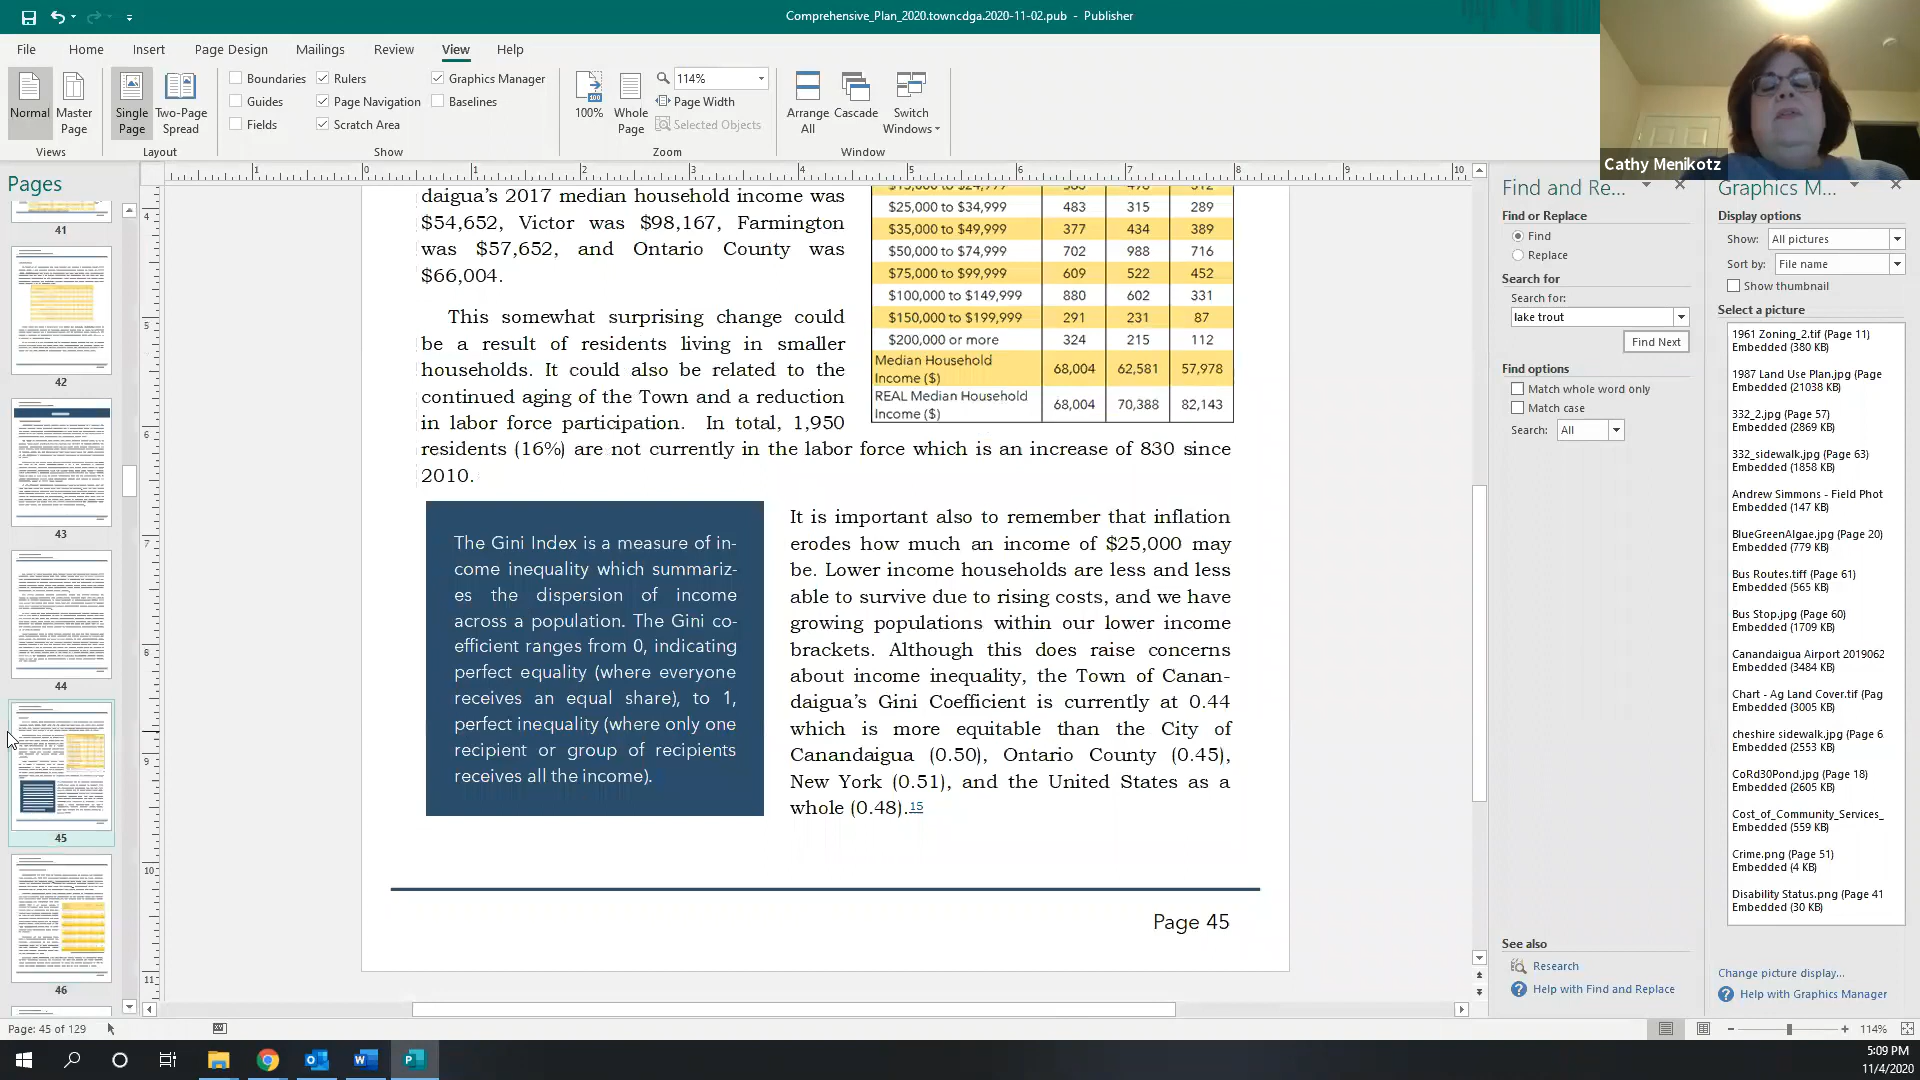 Comprehensive_Plan_2020.towncdga.2020-11-02.pub - Publisher
File Home Insert Page Design Mailings Review View Help
Normal
Master Page
Single Page
Two-Page Spread
Boundaries
Guides
Fields
Rulers
Page Navigation
Scratch Area
Graphics Manager
Baselines
100%
Whole Page
114%
Page Width
Selected Objects
Arrange All
Cascade
Switch Windows
Views Layout Show Zoom Window
Cathy Menikotz
Pages
41
42
43
44
45
46
daigua's 2017 median household income was
$54,652, Victor was $98,167, Farmington
was $57,652, and Ontario County was
$66,004.
This somewhat surprising change could
be a result of residents living in smaller
households. It could also be related to the
continued aging of the Town and a reduction
in labor force participation. In total, 1,950
residents (16%) are not currently in the labor force which is an increase of 830 since
2010.
$25,000 to $34,999 483 315 289
$35,000 to $49,999 377 434 389
$50,000 to $74,999 702 988 716
$75,000 to $99,999 609 522 452
$100,000 to $149,999 880 602 331
$150,000 to $199,999 291 231 87
$200,000 or more 324 215 112
Median Household Income ($) 68,004 62,581 57,978
REAL Median Household Income ($) 68,004 70,388 82,143
The Gini Index is a measure of in-
come inequality which summariz-
es the dispersion of income
across a population. The Gini co-
efficient ranges from 0, indicating
perfect equality (where everyone
receives an equal share), to 1,
perfect inequality (where only one
recipient or group of recipients
receives all the income).
It is important also to remember that inflation
erodes how much an income of $25,000 may
be. Lower income households are less and less
able to survive due to rising costs, and we have
growing populations within our lower income
brackets. Although this does raise concerns
about income inequality, the Town of Canan-
daigua's Gini Coefficient is currently at 0.44
which is more equitable than the City of
Canandaigua (0.50), Ontario County (0.45),
New York (0.51), and the United States as a
whole (0.48).15
Page 45
Find and Re...
Find or Replace
Find
Replace
Search for
Search for:
lake trout
Find Next
Find options
Match whole word only
Match case
Search: All
See also
Research
Help with Find and Replace
Graphics M...
Display options
Show: All pictures
Sort by: File name
Show thumbnail
Select a picture
1961 Zoning_2.tif (Page 11)
Embedded (380 KB)
1987 Land Use Plan.jpg (Page
Embedded (21038 KB)
332_2.jpg (Page 57)
Embedded (2869 KB)
332_sidewalk.jpg (Page 63)
Embedded (1858 KB)
Andrew Simmons - Field Phot
Embedded (147 KB)
BlueGreenAlgae.jpg (Page 20)
Embedded (779 KB)
Bus Routes.tiff (Page 61)
Embedded (565 KB)
Bus Stop.jpg (Page 60)
Embedded (1709 KB)
Canandaigua Airport 2019062
Embedded (3484 KB)
Chart - Ag Land Cover.tif (Pag
Embedded (3005 KB)
cheshire sidewalk.jpg (Page 6
Embedded (2553 KB)
CoRd30Pond.jpg (Page 18)
Embedded (2605 KB)
Cost_of_Community_Services_
Embedded (559 KB)
Crime.png (Page 51)
Embedded (4 KB)
Disability Status.png (Page 41
Embedded (30 KB)
Change picture display...
Help with Graphics Manager
Page: 45 of 129
114%
5:09 PM
11/4/2020